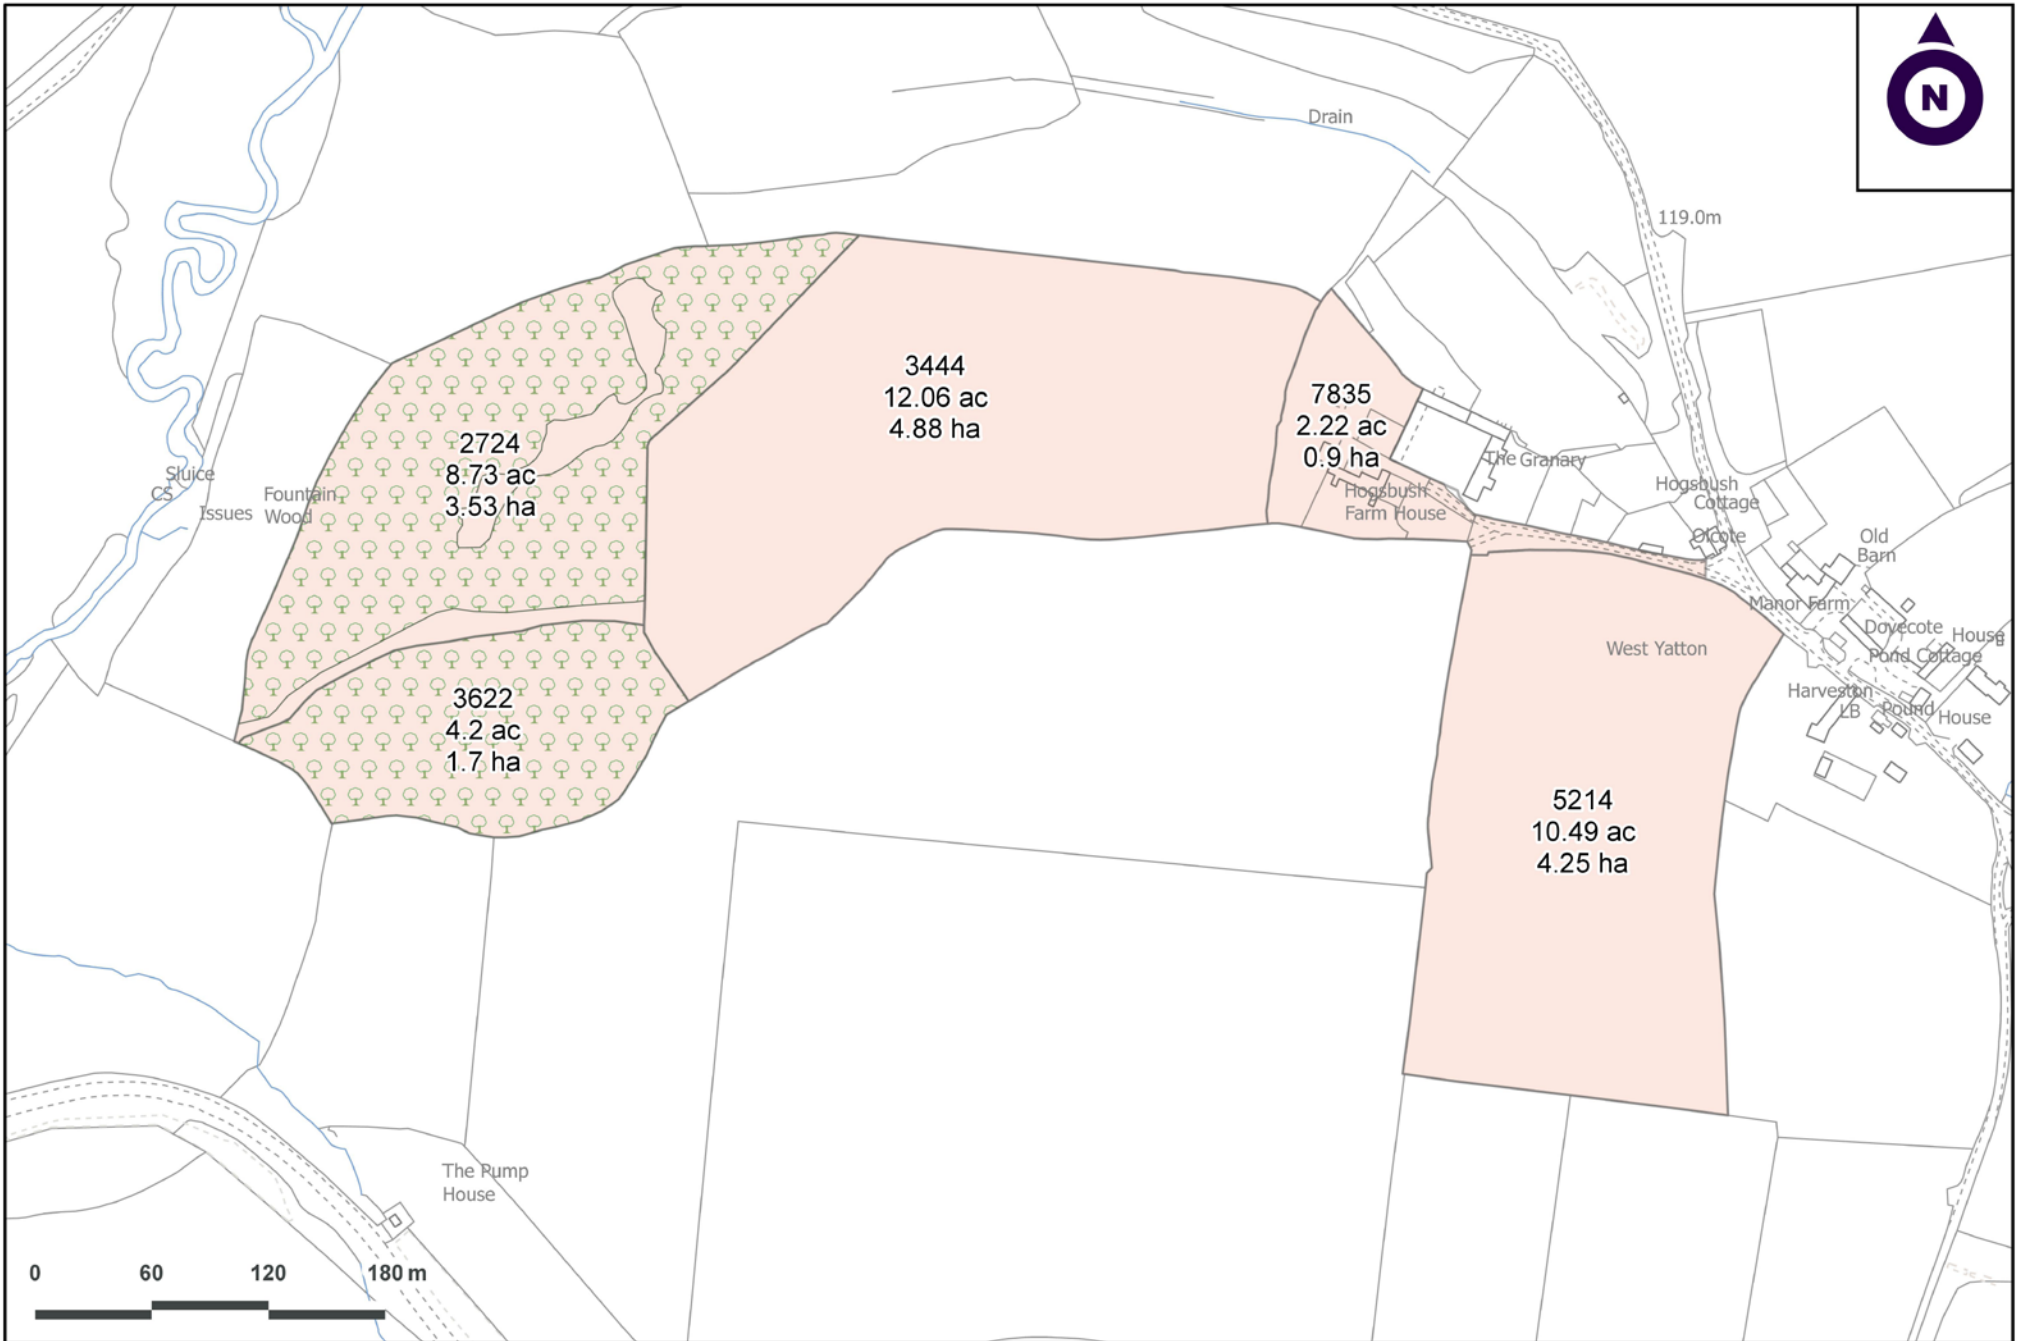 N
Drain
119.0m
3444
12.06 ac
4.88 ha
7835
2.22 ac
0.9 ha
2724
8.73 ac
3.53 ha
The Granary
Sluice
CS
Issues
Fountain
Wood
Hogsbush
Farm House
Hogsbush
Cottage
Olcote
Old
Barn
Manor Farm
Dovecote
House
Pond Cottage
West Yatton
Harveston
LB
Pound
House
3622
4.2 ac
1.7 ha
5214
10.49 ac
4.25 ha
The Pump
House
0 60 120 180 m